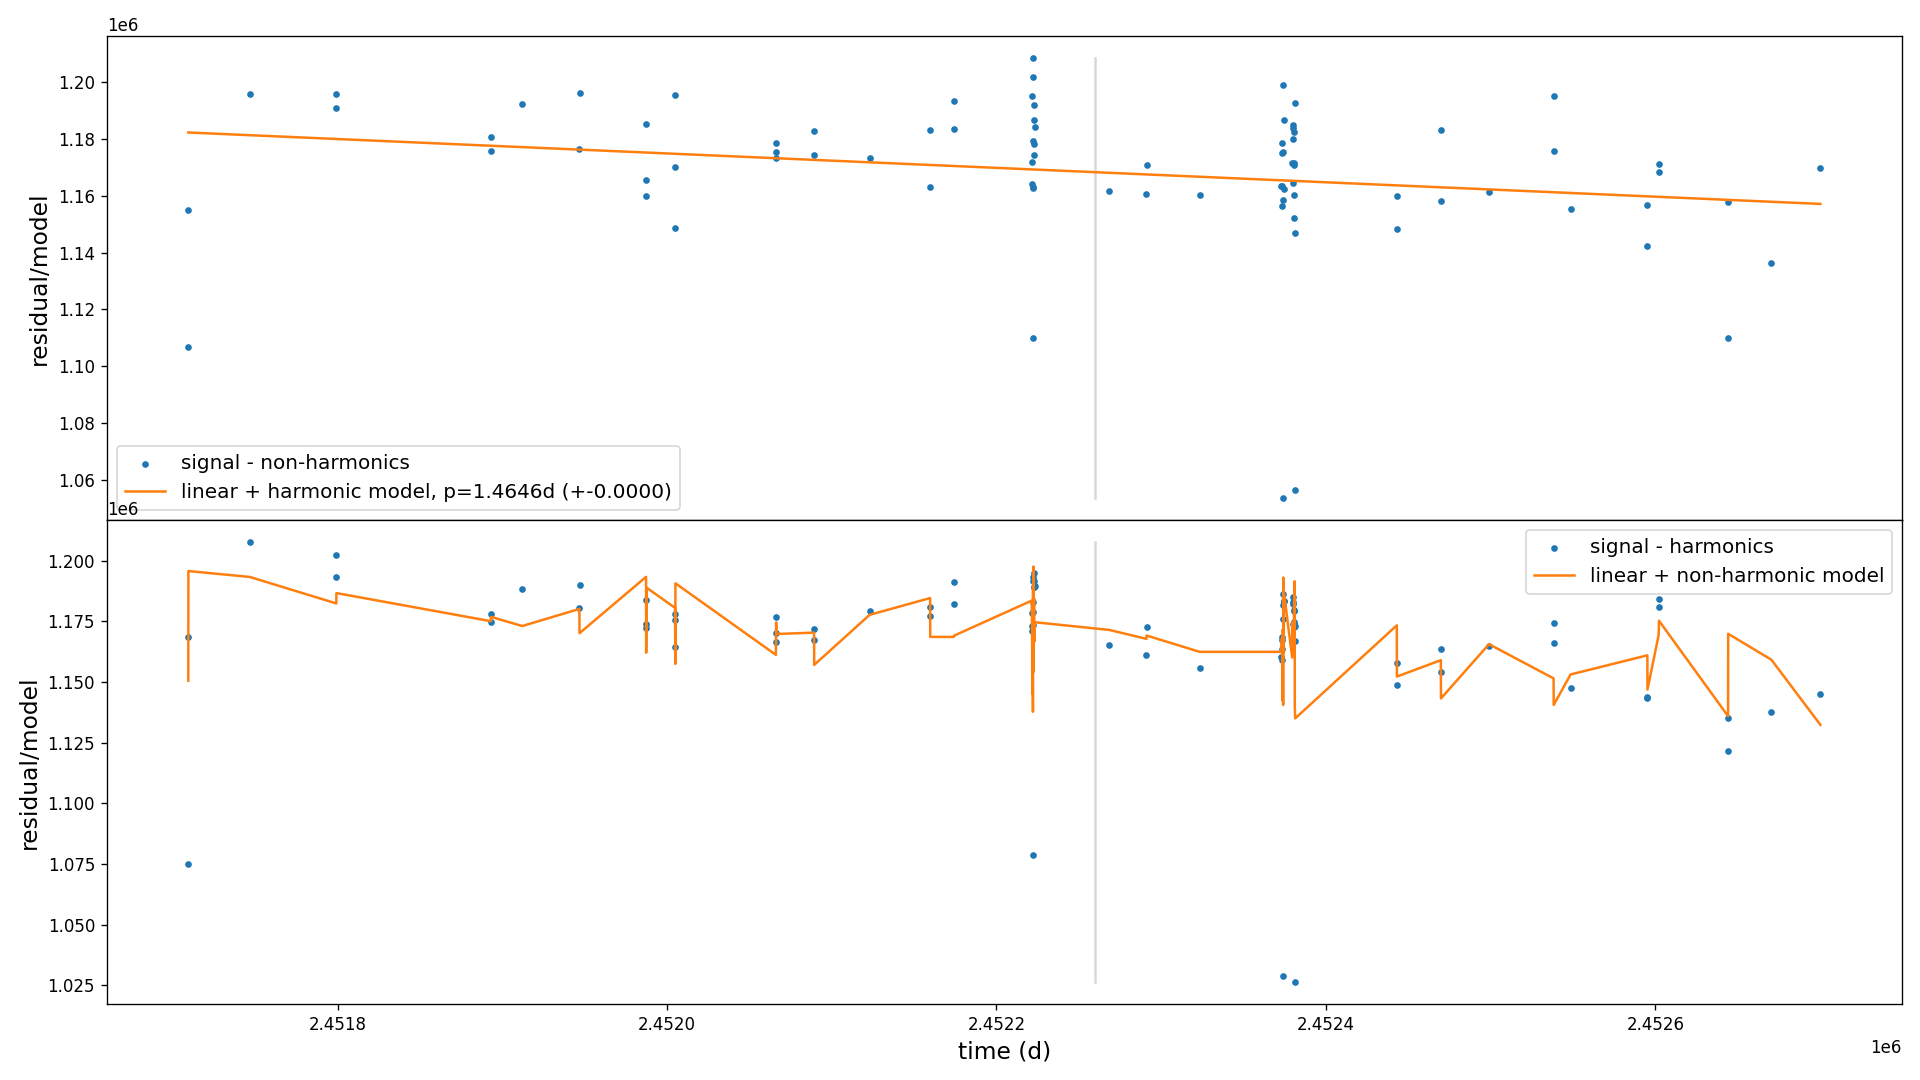 1e6
1.20
1.18
1.16
1.14
1.12
1.10
1.08
1.06
residual/model
signal - non-harmonics
linear + harmonic model, p=1.4646d (+-0.0000)
1e6
1.200
1.175
1.150
1.125
1.100
1.075
1.050
1.025
residual/model
signal - harmonics
linear + non-harmonic model
2.4518 2.4520 2.4522 2.4524 2.4526
time (d)
1e6